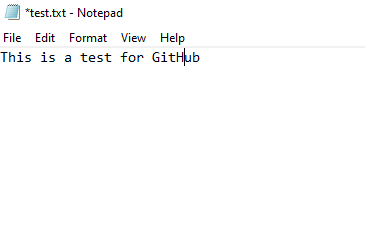 *test.txt - Notepad
File Edit Format View Help
This is a test for GitHub